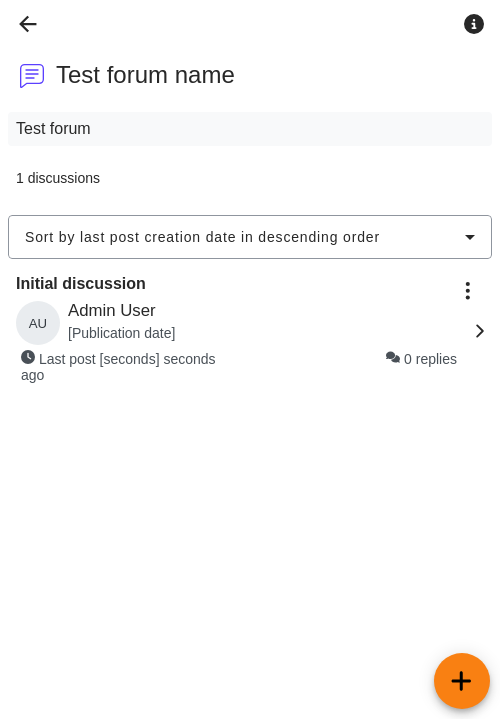 Test forum name
Test forum
1 discussions
Sort by last post creation date in descending order
Initial discussion
AU
Admin User
[Publication date]
Last post [seconds] seconds
ago
0 replies